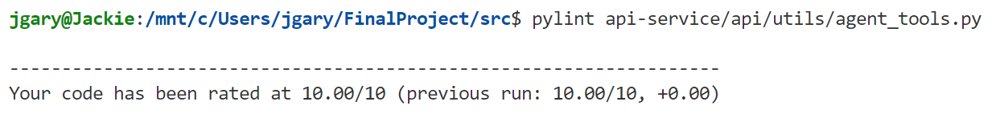 jgary@Jackie:/mnt/c/Users/jgary/FinalProject/src$ pylint api-service/api/utils/agent_tools.py
--------------------------------------------------------------------
Your code has been rated at 10.00/10 (previous run: 10.00/10, +0.00)